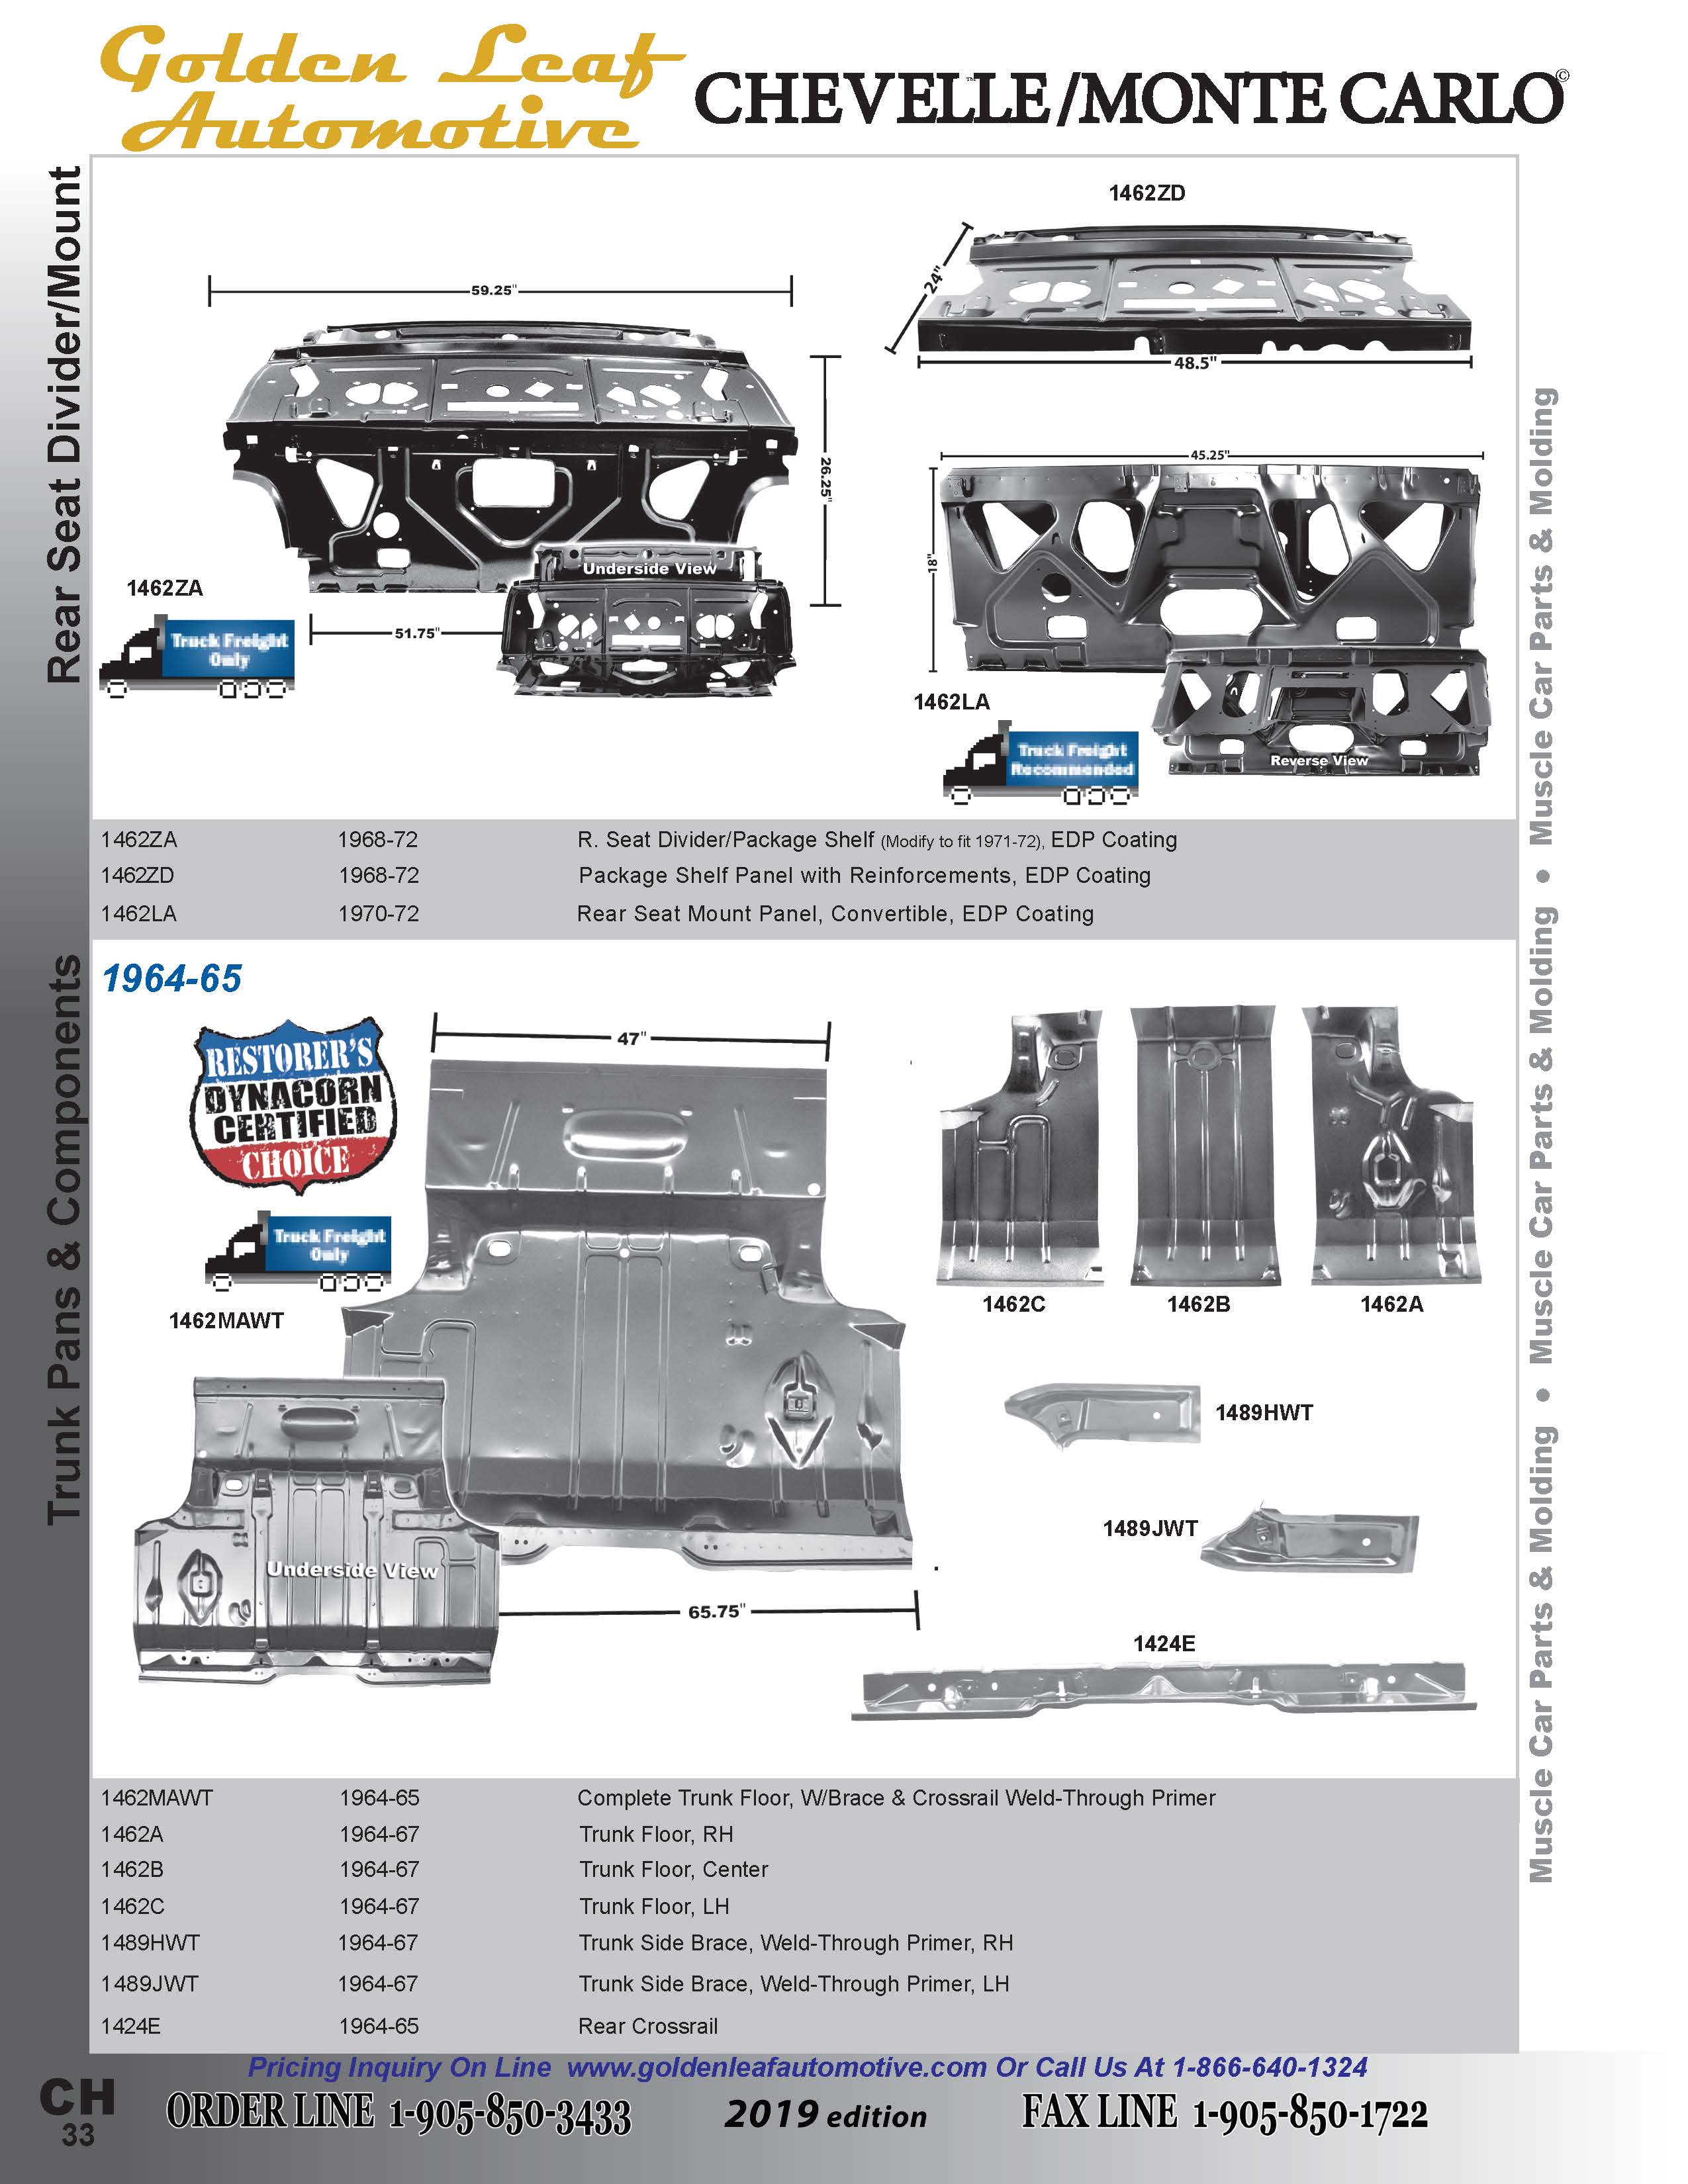 Golden Leaf
Automotive
CHEVELLE™/MONTE CARLO©
Rear Seat Divider/Mount
1462ZD
24"
48.5"
59.25"
26.25"
Underside View
1462ZA
Truck Freight
Only
51.75"
45.25"
18"
1462LA
Truck Freight
Recommended
Reverse View
1462ZA 1968-72 R. Seat Divider/Package Shelf (Modify to fit 1971-72), EDP Coating
1462ZD 1968-72 Package Shelf Panel with Reinforcements, EDP Coating
1462LA 1970-72 Rear Seat Mount Panel, Convertible, EDP Coating
Trunk Pans & Components
1964-65
RESTORER'S
DYNACORN
CERTIFIED
CHOICE
47"
Truck Freight
Only
1462MAWT
1462C 1462B 1462A
1489HWT
1489JWT
Underside View
65.75"
1424E
1462MAWT 1964-65 Complete Trunk Floor, W/Brace & Crossrail Weld-Through Primer
1462A 1964-67 Trunk Floor, RH
1462B 1964-67 Trunk Floor, Center
1462C 1964-67 Trunk Floor, LH
1489HWT 1964-67 Trunk Side Brace, Weld-Through Primer, RH
1489JWT 1964-67 Trunk Side Brace, Weld-Through Primer, LH
1424E 1964-65 Rear Crossrail
Muscle Car Parts & Molding • Muscle Car Parts & Molding • Muscle Car Parts & Molding
Pricing Inquiry On Line www.goldenleafautomotive.com Or Call Us At 1-866-640-1324
CH
33
ORDER LINE 1-905-850-3433
2019 edition
FAX LINE 1-905-850-1722